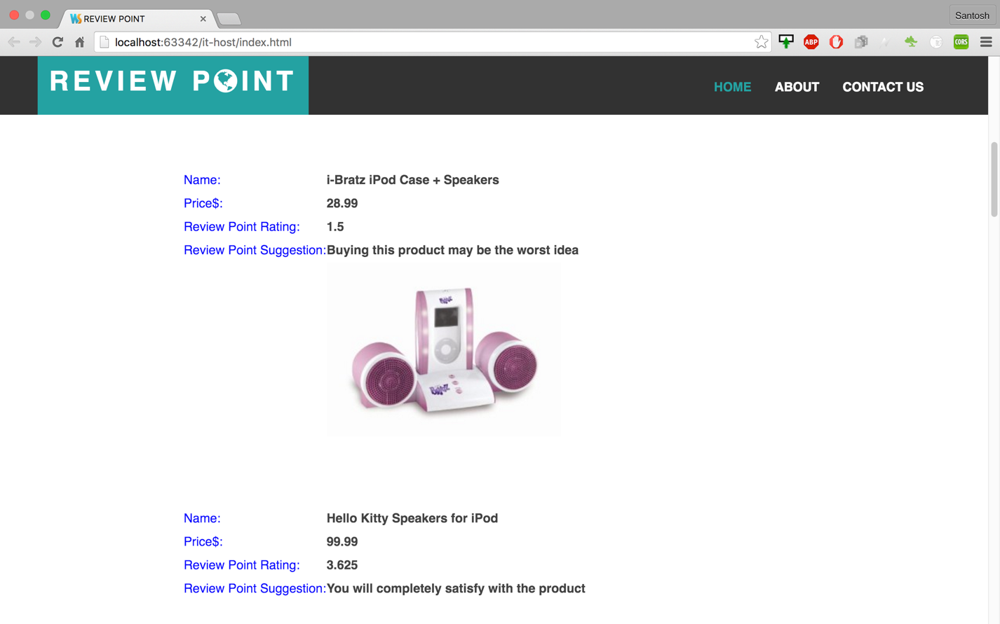 REVIEW POINT
Santosh
localhost:63342/it-host/index.html
ABP
CORS
REVIEW POINT
HOME
ABOUT
CONTACT US
Name: i-Bratz iPod Case + Speakers
Price$: 28.99
Review Point Rating: 1.5
Review Point Suggestion: Buying this product may be the worst idea
Name: Hello Kitty Speakers for iPod
Price$: 99.99
Review Point Rating: 3.625
Review Point Suggestion: You will completely satisfy with the product